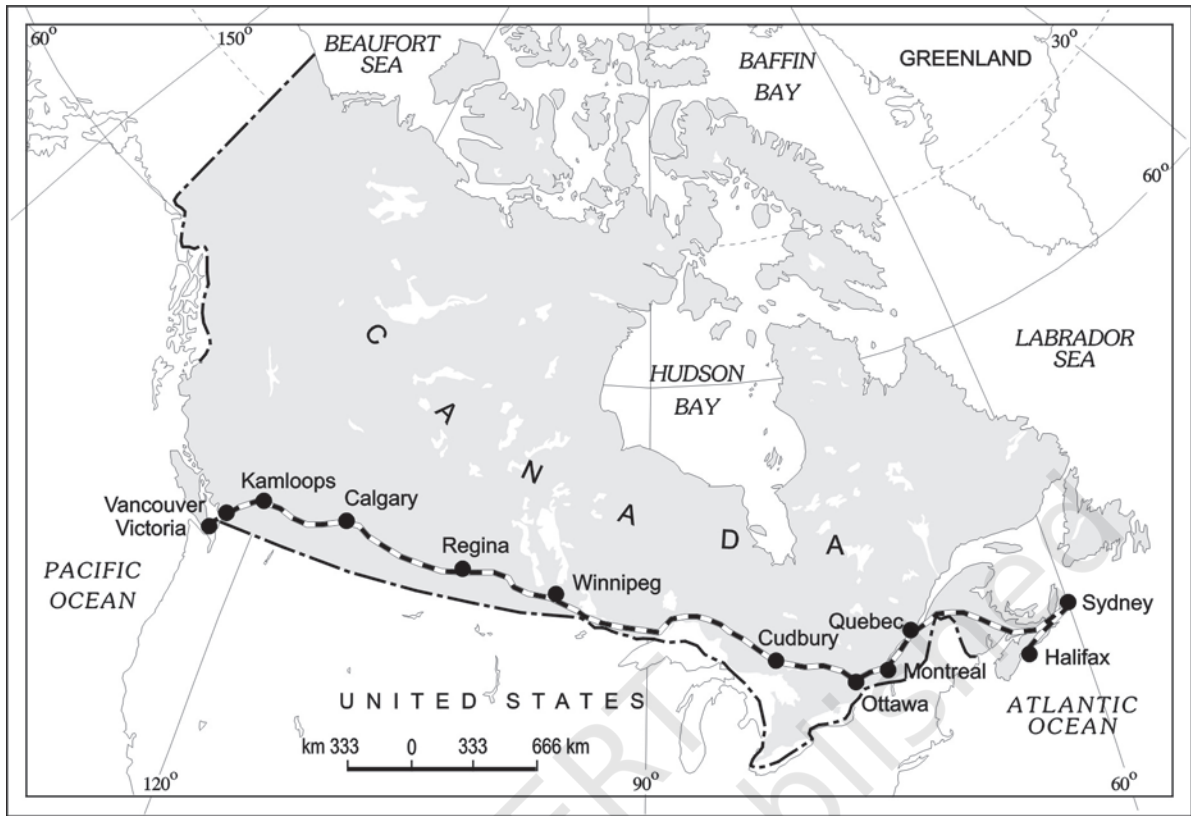 60°
150°
BEAUFORT
SEA
BAFFIN
BAY
GREENLAND
30°
60°
LABRADOR
SEA
HUDSON
BAY
C
A
N
A
D
A
Kamloops
Vancouver
Victoria
Calgary
Regina
Winnipeg
PACIFIC
OCEAN
Cudbury
Quebec
Sydney
Montreal
Halifax
Ottawa
UNITED STATES
ATLANTIC
OCEAN
km 333 0 333 666 km
120°
90°
60°